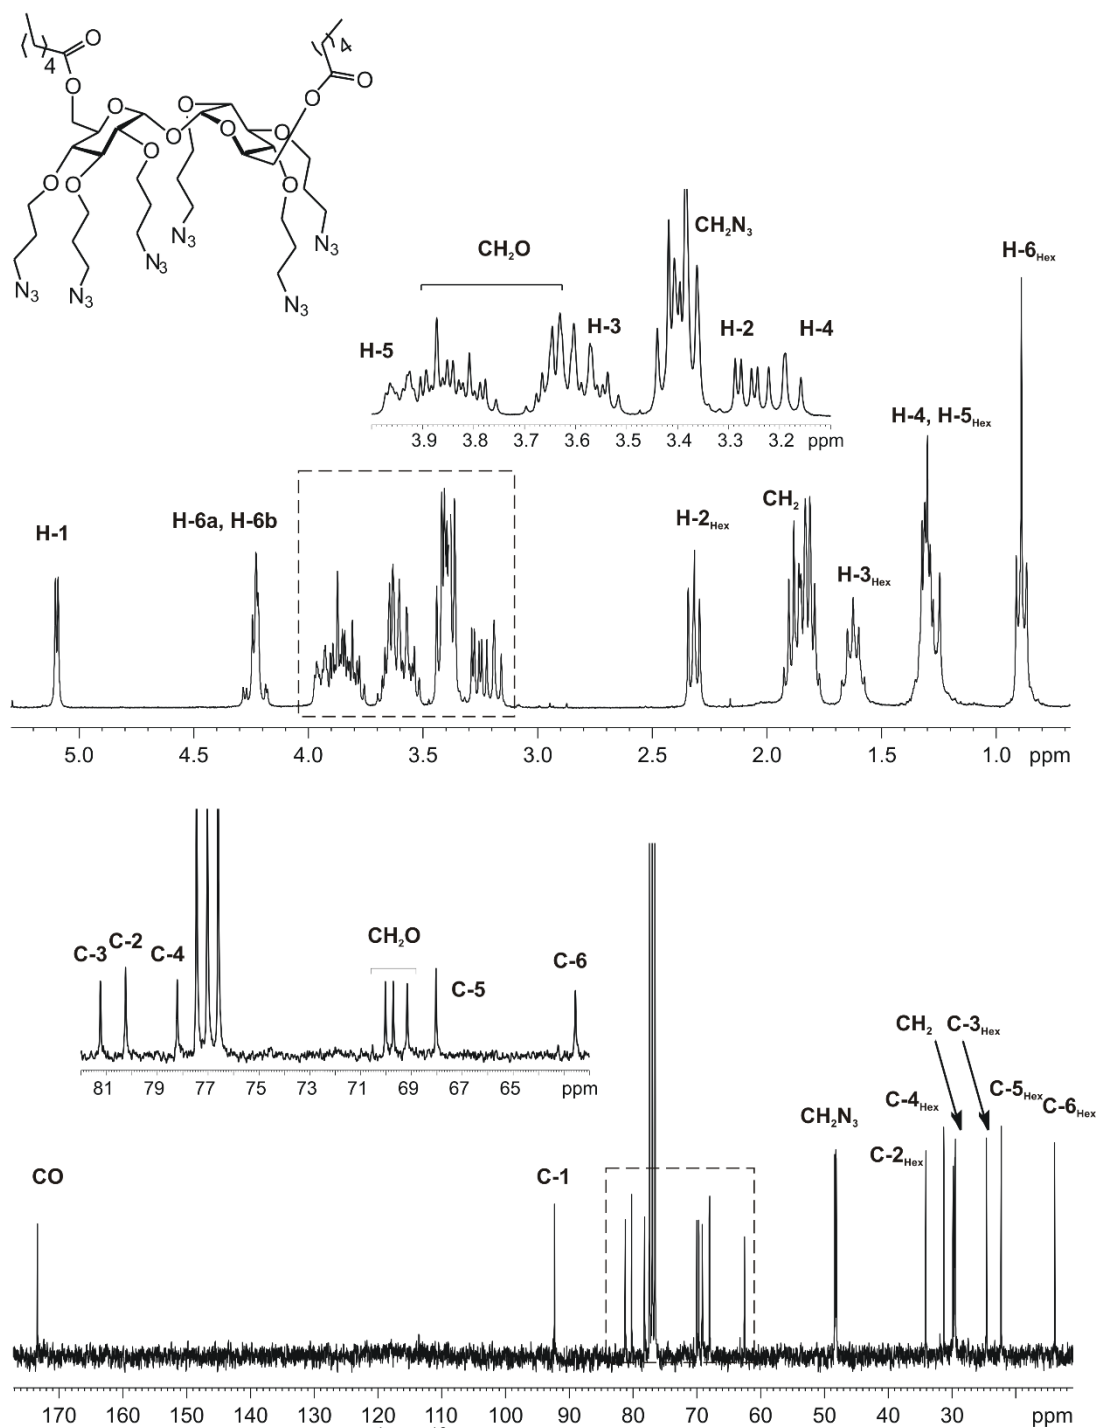 4 O
O
4 O
O
O O O O
O O O
O O O O
N₃ N₃ N₃ N₃ N₃ N₃
CH₂N₃
CH₂O
H-6Hex
H-3 H-2 H-4
H-5
3.9 3.8 3.7 3.6 3.5 3.4 3.3 3.2 ppm
H-4, H-5Hex
H-1 H-6a, H-6b H-2Hex CH₂ H-3Hex
5.0 4.5 4.0 3.5 3.0 2.5 2.0 1.5 1.0 ppm
C-3 C-2 C-4 CH₂O C-5 C-6
81 79 77 75 73 71 69 67 65 ppm
CH₂ C-3Hex
C-4Hex C-5Hex C-6Hex
CH₂N₃
C-2Hex
CO C-1
170 160 150 140 130 120 110 100 90 80 70 60 50 40 30 ppm